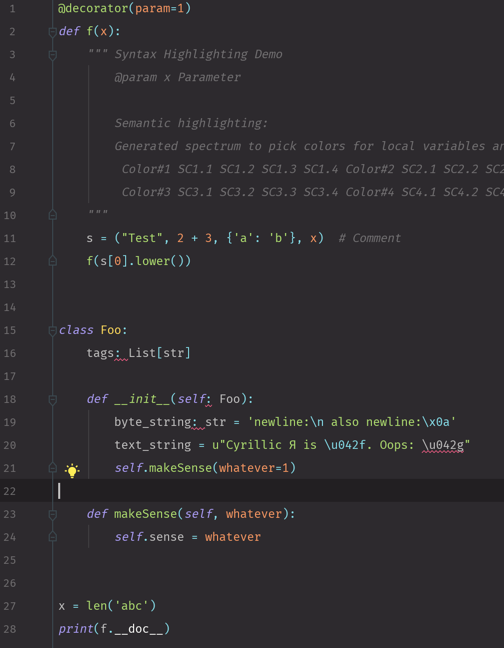 1 @decorator(param=1)
2 def f(x):
3 """ Syntax Highlighting Demo
4 @param x Parameter
5
6 Semantic highlighting:
7 Generated spectrum to pick colors for local variables an
8 Color#1 SC1.1 SC1.2 SC1.3 SC1.4 Color#2 SC2.1 SC2.2 SC2
9 Color#3 SC3.1 SC3.2 SC3.3 SC3.4 Color#4 SC4.1 SC4.2 SC4
10 """
11 s = ("Test", 2 + 3, {'a': 'b'}, x)  # Comment
12 f(s[0].lower())
13
14
15 class Foo:
16 tags: List[str]
17
18 def __init__(self: Foo):
19 byte_string: str = 'newline:\n also newline:\x0a'
20 text_string = u"Cyrillic Я is \u042f. Oops: \u042g"
21 self.makeSense(whatever=1)
22
23 def makeSense(self, whatever):
24 self.sense = whatever
25
26
27 x = len('abc')
28 print(f.__doc__)